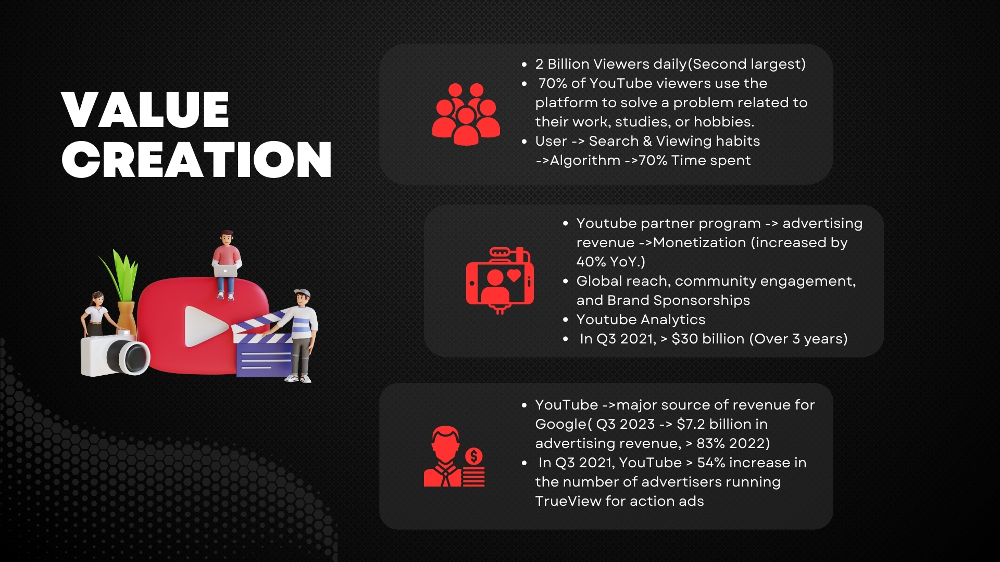 VALUE
CREATION
• 2 Billion Viewers daily(Second largest)
• 70% of YouTube viewers use the
platform to solve a problem related to
their work, studies, or hobbies.
• User -> Search & Viewing habits
->Algorithm ->70% Time spent
• Youtube partner program -> advertising
revenue ->Monetization (increased by
40% YoY.)
• Global reach, community engagement,
and Brand Sponsorships
• Youtube Analytics
• In Q3 2021, > $30 billion (Over 3 years)
• YouTube ->major source of revenue for
Google( Q3 2023 -> $7.2 billion in
advertising revenue, > 83% 2022)
• In Q3 2021, YouTube > 54% increase in
the number of advertisers running
TrueView for action ads